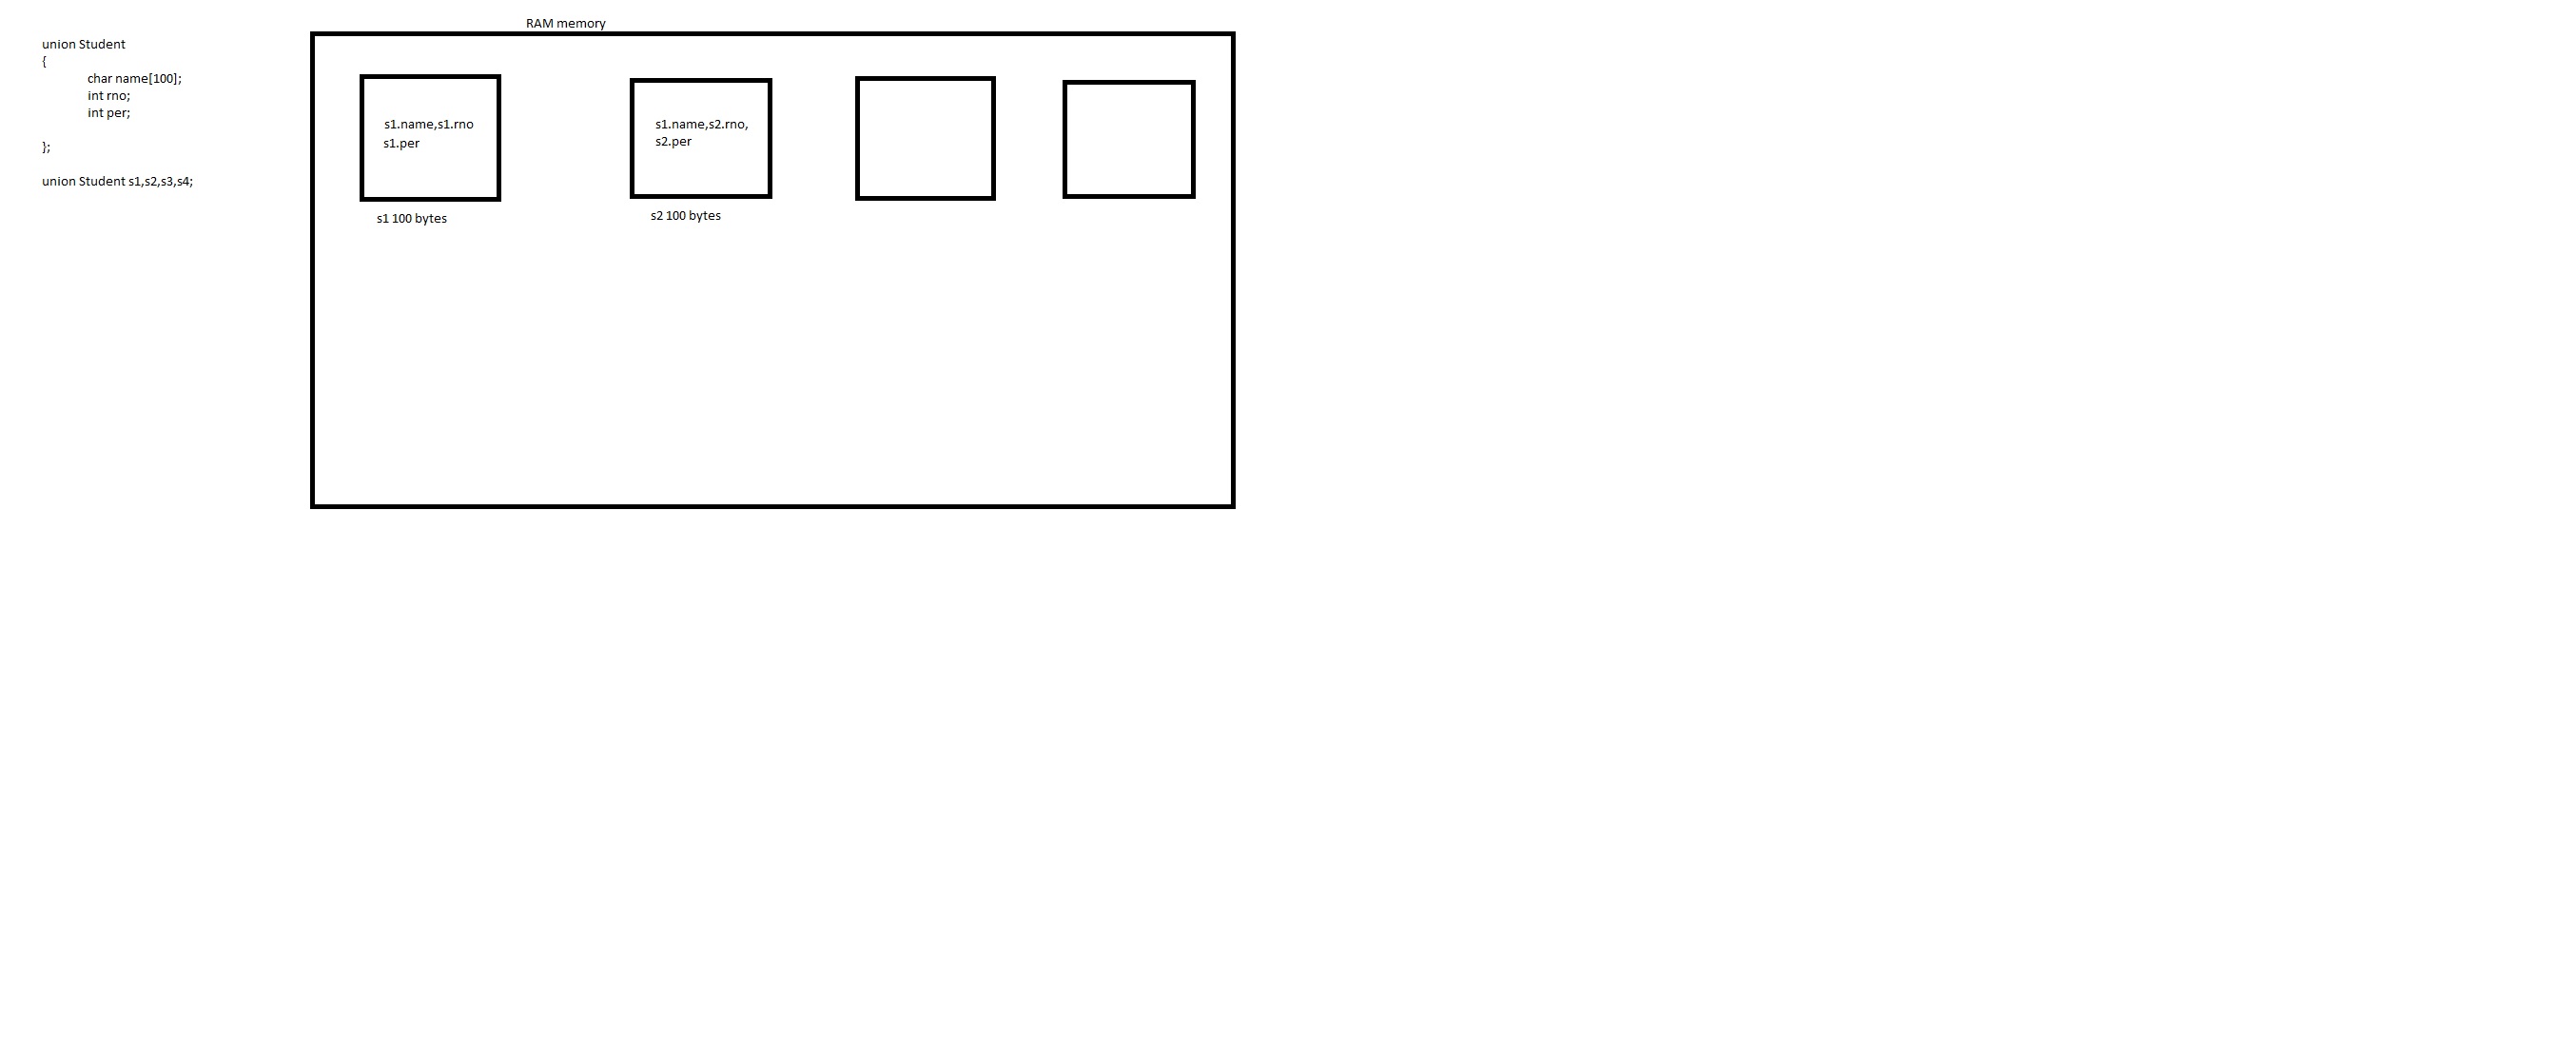 RAM memory
union Student
{
char name[100];
int rno;
int per;
};
union Student s1,s2,s3,s4;
s1.name,s1.rno
s1.per
s1 100 bytes
s1.name,s2.rno,
s2.per
s2 100 bytes